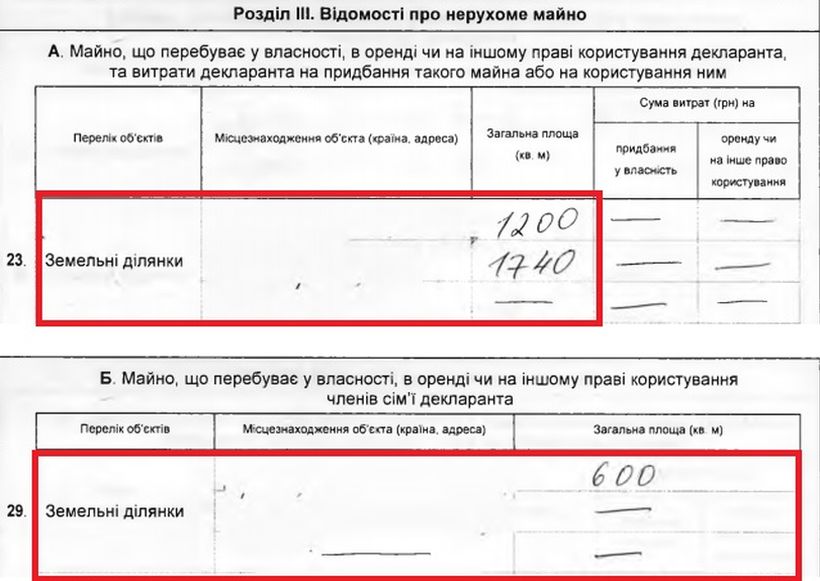 Розділ III. Відомості про нерухоме майно
А. Майно, що перебуває у власності, в оренді чи на іншому праві користування декларанта,
та витрати декларанта на придбання такого майна або на користування ним
Перелік об'єктів
Місцезнаходження об'єкта (країна, адреса)
Загальна площа
(кв. м)
Сума витрат (грн) на
придбання
у власність
оренду чи
на інше право
користування
23. Земельні ділянки
1200 — —
1740 — —
— — —
Б. Майно, що перебуває у власності, в оренді чи на іншому праві користування
членів сім'ї декларанта
Перелік об'єктів
Місцезнаходження об'єкта (країна, адреса)
Загальна площа (кв. м)
29. Земельні ділянки
600
—
— —